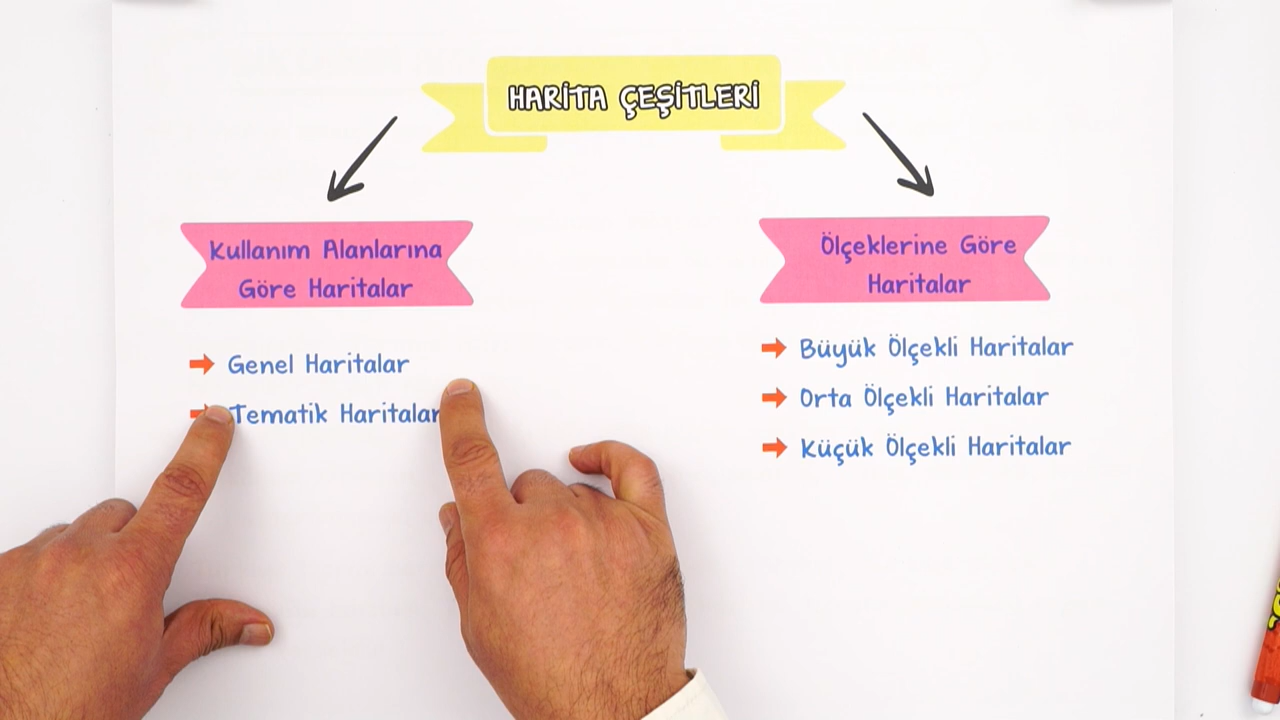 HARİTA ÇEŞİTLERİ
Kullanım Alanlarına
Göre Haritalar
Genel Haritalar
Tematik Haritalar
Ölçeklerine Göre
Haritalar
Büyük Ölçekli Haritalar
Orta Ölçekli Haritalar
Küçük Ölçekli Haritalar